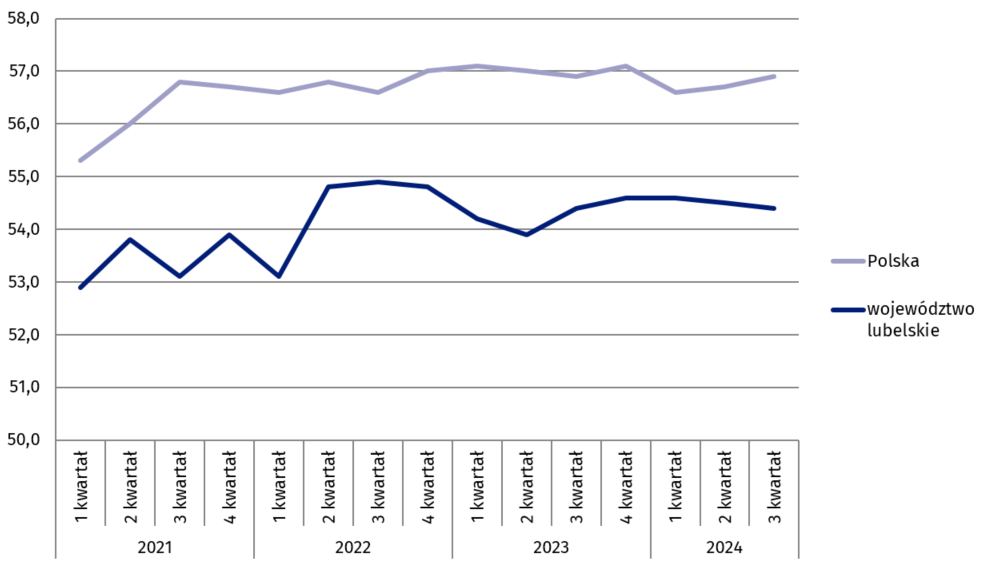 58,0
57,0
56,0
55,0
54,0
53,0
52,0
51,0
50,0
1 kwartał
2 kwartał
3 kwartał
4 kwartał
1 kwartał
2 kwartał
3 kwartał
4 kwartał
1 kwartał
2 kwartał
3 kwartał
4 kwartał
1 kwartał
2 kwartał
3 kwartał
2021
2022
2023
2024
Polska
województwo
lubelskie